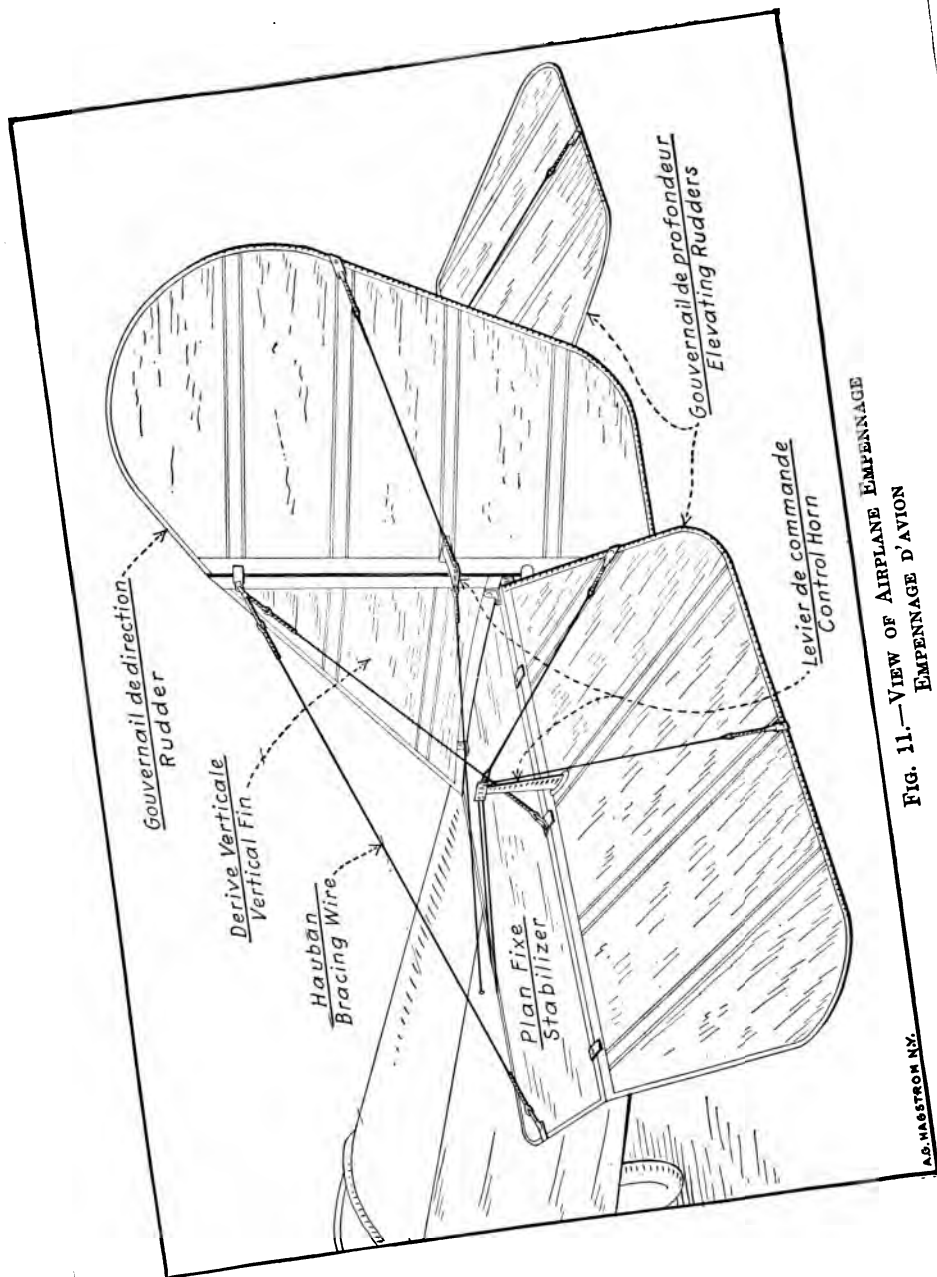 Gouvernail de direction
Rudder
Derive Verticale
Vertical Fin
Hauban
Bracing Wire
Plan Fixe
Stabilizer
Gouvernail de profondeur
Elevating Rudders
Levier de commande
Control Horn
A.G. HAGSTROM N.Y.
FIG. 11.—VIEW OF AIRPLANE EMPENNAGE
EMPENNAGE D'AVION